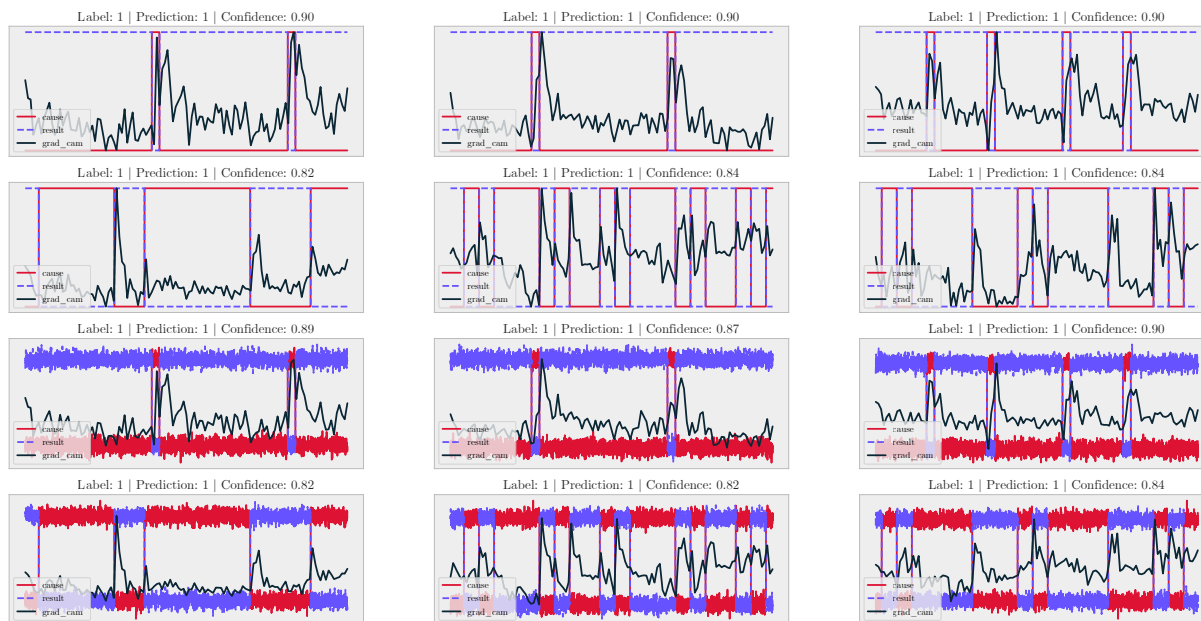 Label: 1 | Prediction: 1 | Confidence: 0.90
cause
result
grad_cam
Label: 1 | Prediction: 1 | Confidence: 0.90
cause
result
grad_cam
Label: 1 | Prediction: 1 | Confidence: 0.90
cause
result
grad_cam
Label: 1 | Prediction: 1 | Confidence: 0.82
cause
result
grad_cam
Label: 1 | Prediction: 1 | Confidence: 0.84
cause
result
grad_cam
Label: 1 | Prediction: 1 | Confidence: 0.84
cause
result
grad_cam
Label: 1 | Prediction: 1 | Confidence: 0.89
cause
result
grad_cam
Label: 1 | Prediction: 1 | Confidence: 0.87
cause
result
grad_cam
Label: 1 | Prediction: 1 | Confidence: 0.90
cause
result
grad_cam
Label: 1 | Prediction: 1 | Confidence: 0.82
cause
result
grad_cam
Label: 1 | Prediction: 1 | Confidence: 0.82
cause
result
grad_cam
Label: 1 | Prediction: 1 | Confidence: 0.84
cause
result
grad_cam